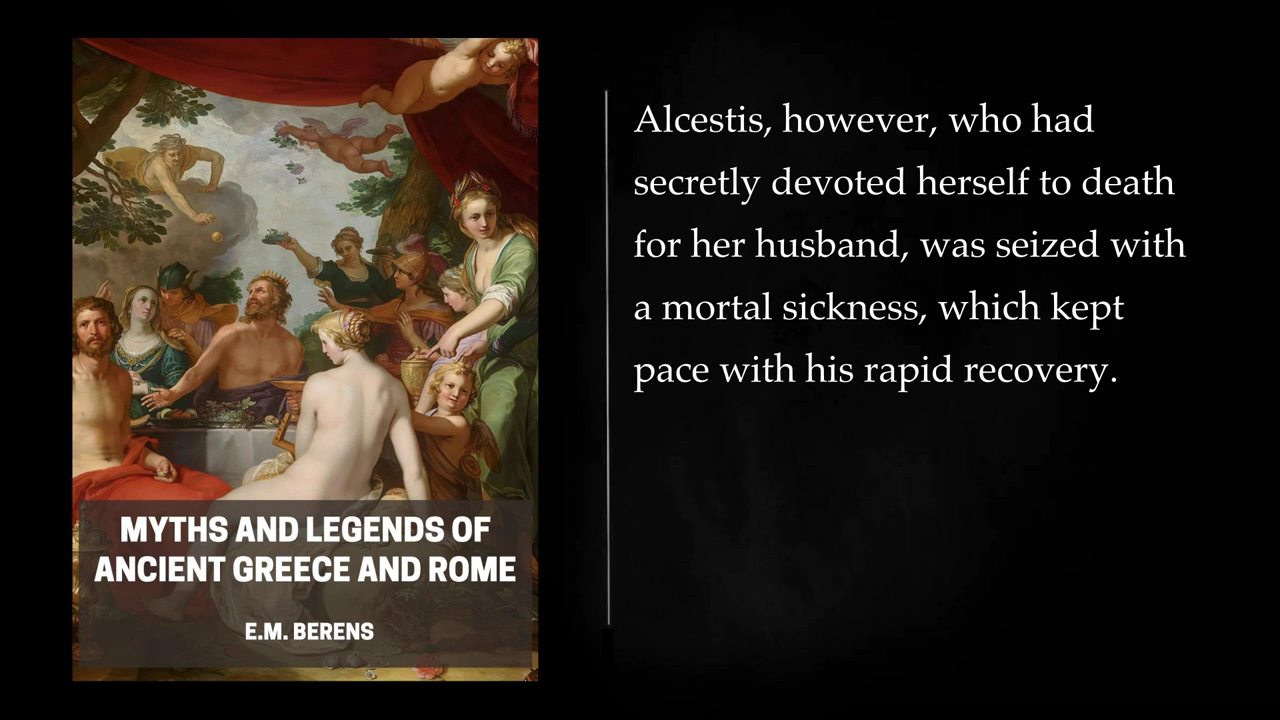 MYTHS AND LEGENDS OF
ANCIENT GREECE AND ROME
E.M. BERENS
Alcestis, however, who had
secretly devoted herself to death
for her husband, was seized with
a mortal sickness, which kept
pace with his rapid recovery.